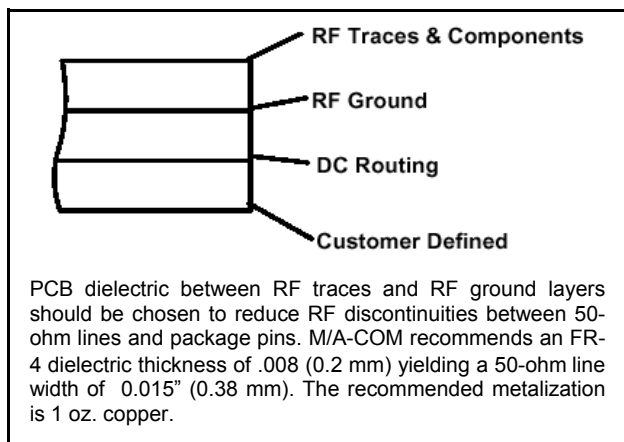 RF Traces & Components
RF Ground
DC Routing
Customer Defined
PCB dielectric between RF traces and RF ground layers
should be chosen to reduce RF discontinuities between 50-
ohm lines and package pins. M/A-COM recommends an FR-
4 dielectric thickness of .008 (0.2 mm) yielding a 50-ohm line
width of 0.015” (0.38 mm). The recommended metalization
is 1 oz. copper.